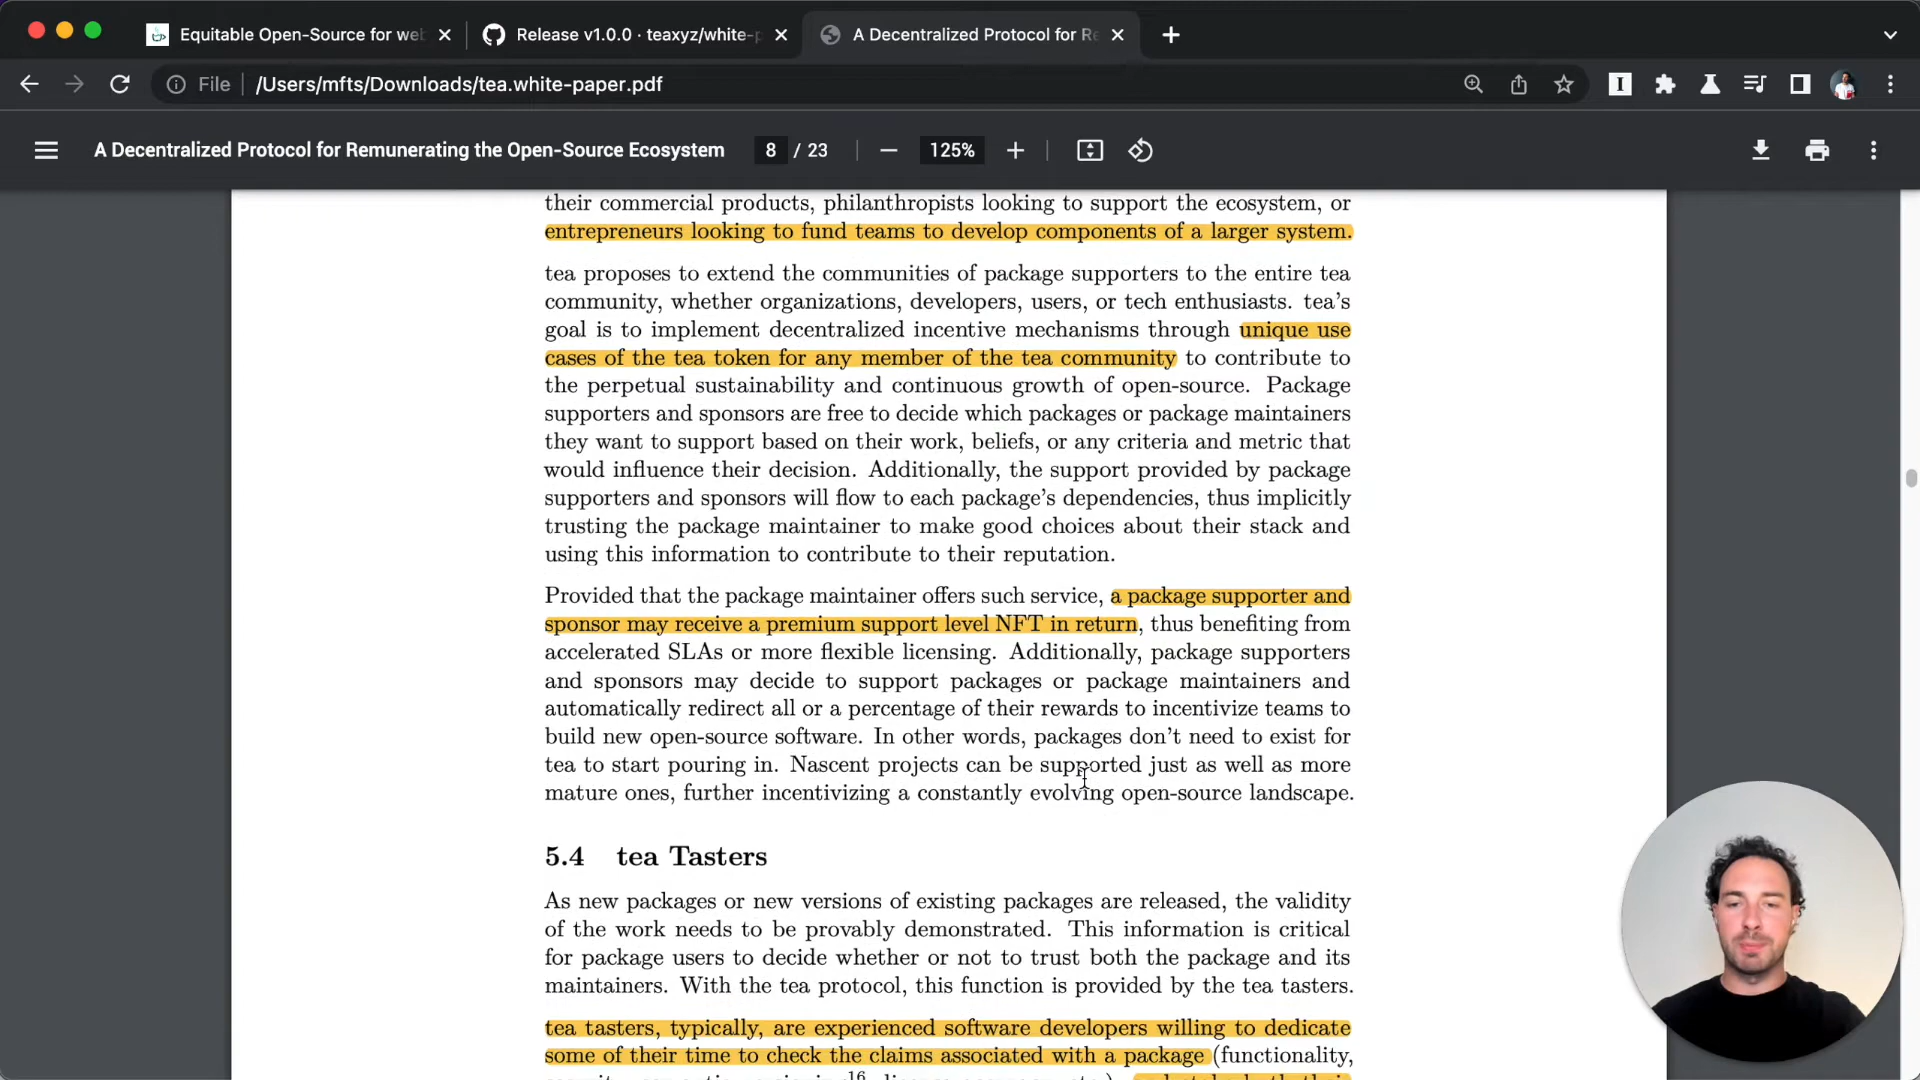 Equitable Open-Source for web
Release v1.0.0 · teaxyz/white-p
A Decentralized Protocol for Re
File
/Users/mfts/Downloads/tea.white-paper.pdf
A Decentralized Protocol for Remunerating the Open-Source Ecosystem
8 / 23
125%
their commercial products, philanthropists looking to support the ecosystem, or
entrepreneurs looking to fund teams to develop components of a larger system.
tea proposes to extend the communities of package supporters to the entire tea
community, whether organizations, developers, users, or tech enthusiasts. tea's
goal is to implement decentralized incentive mechanisms through unique use
cases of the tea token for any member of the tea community to contribute to
the perpetual sustainability and continuous growth of open-source. Package
supporters and sponsors are free to decide which packages or package maintainers
they want to support based on their work, beliefs, or any criteria and metric that
would influence their decision. Additionally, the support provided by package
supporters and sponsors will flow to each package's dependencies, thus implicitly
trusting the package maintainer to make good choices about their stack and
using this information to contribute to their reputation.
Provided that the package maintainer offers such service, a package supporter and
sponsor may receive a premium support level NFT in return, thus benefiting from
accelerated SLAs or more flexible licensing. Additionally, package supporters
and sponsors may decide to support packages or package maintainers and
automatically redirect all or a percentage of their rewards to incentivize teams to
build new open-source software. In other words, packages don't need to exist for
tea to start pouring in. Nascent projects can be supported just as well as more
mature ones, further incentivizing a constantly evolving open-source landscape.
5.4 tea Tasters
As new packages or new versions of existing packages are released, the validity
of the work needs to be provably demonstrated. This information is critical
for package users to decide whether or not to trust both the package and its
maintainers. With the tea protocol, this function is provided by the tea tasters.
tea tasters, typically, are experienced software developers willing to dedicate
some of their time to check the claims associated with a package (functionality,
16